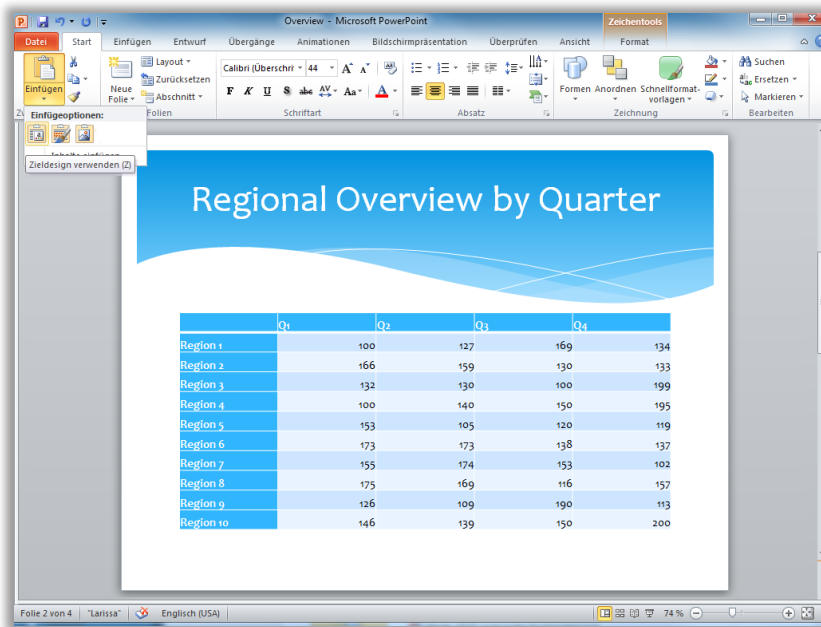 Overview - Microsoft PowerPoint
Zeichentools
Datei Start Einfügen Entwurf Übergänge Animationen Bildschirmpräsentation Überprüfen Ansicht Format
Einfügen
Neue Folie
Layout
Zurücksetzen
Abschnitt
Calibri (Überschri 44
F K U S abc AV Aa A
Formen Anordnen Schnellformat-
vorlagen
Suchen
Ersetzen
Markieren
Folien Schriftart Absatz Zeichnung Bearbeiten
Einfügeoptionen:
Zieldesign verwenden (Z)
Regional Overview by Quarter
Q1 Q2 Q3 Q4
Region 1 100 127 169 134
Region 2 166 159 130 133
Region 3 132 130 100 199
Region 4 100 140 150 195
Region 5 153 105 120 119
Region 6 173 173 138 137
Region 7 155 174 153 102
Region 8 175 169 116 157
Region 9 126 109 190 113
Region 10 146 139 150 200
Folie 2 von 4 "Larissa" Englisch (USA) 74 %